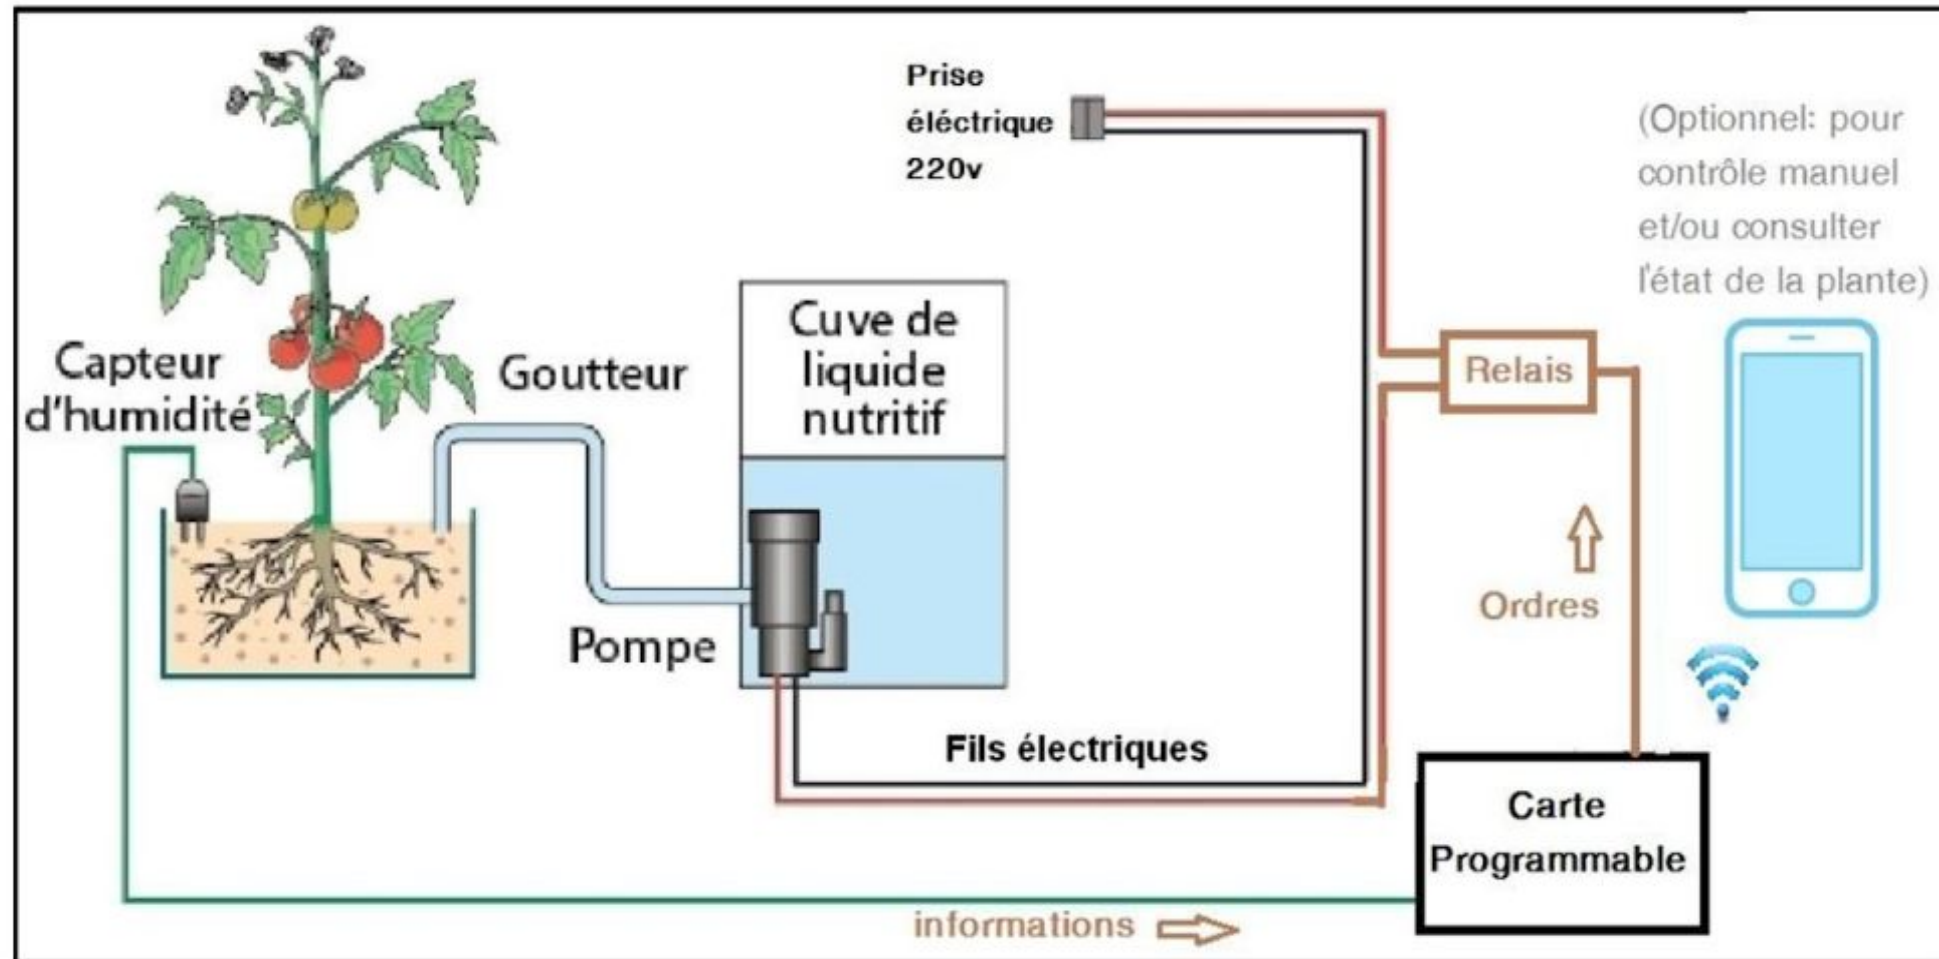 Prise
éléctrique
220v
(Optionnel: pour
contrôle manuel
et/ou consulter
l'état de la plante)
Cuve de
liquide
nutritif
Capteur
d'humidité
Goutteur
Relais
Ordres
Pompe
Fils électriques
Carte
Programmable
informations